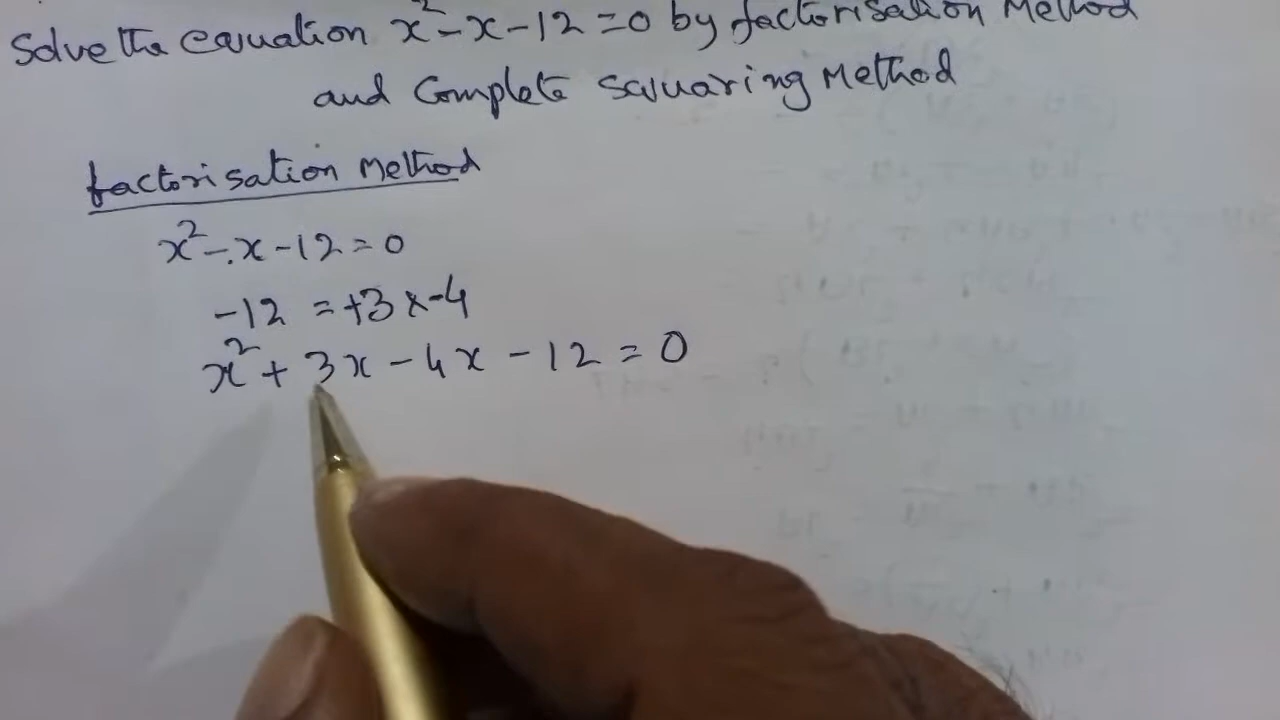 Solve the equation x² - x - 12 = 0 by factorisation Method
and Complete Squaring Method
factorisation Method
x² - x - 12 = 0
-12 = +3 x -4
x² + 3x - 4x - 12 = 0